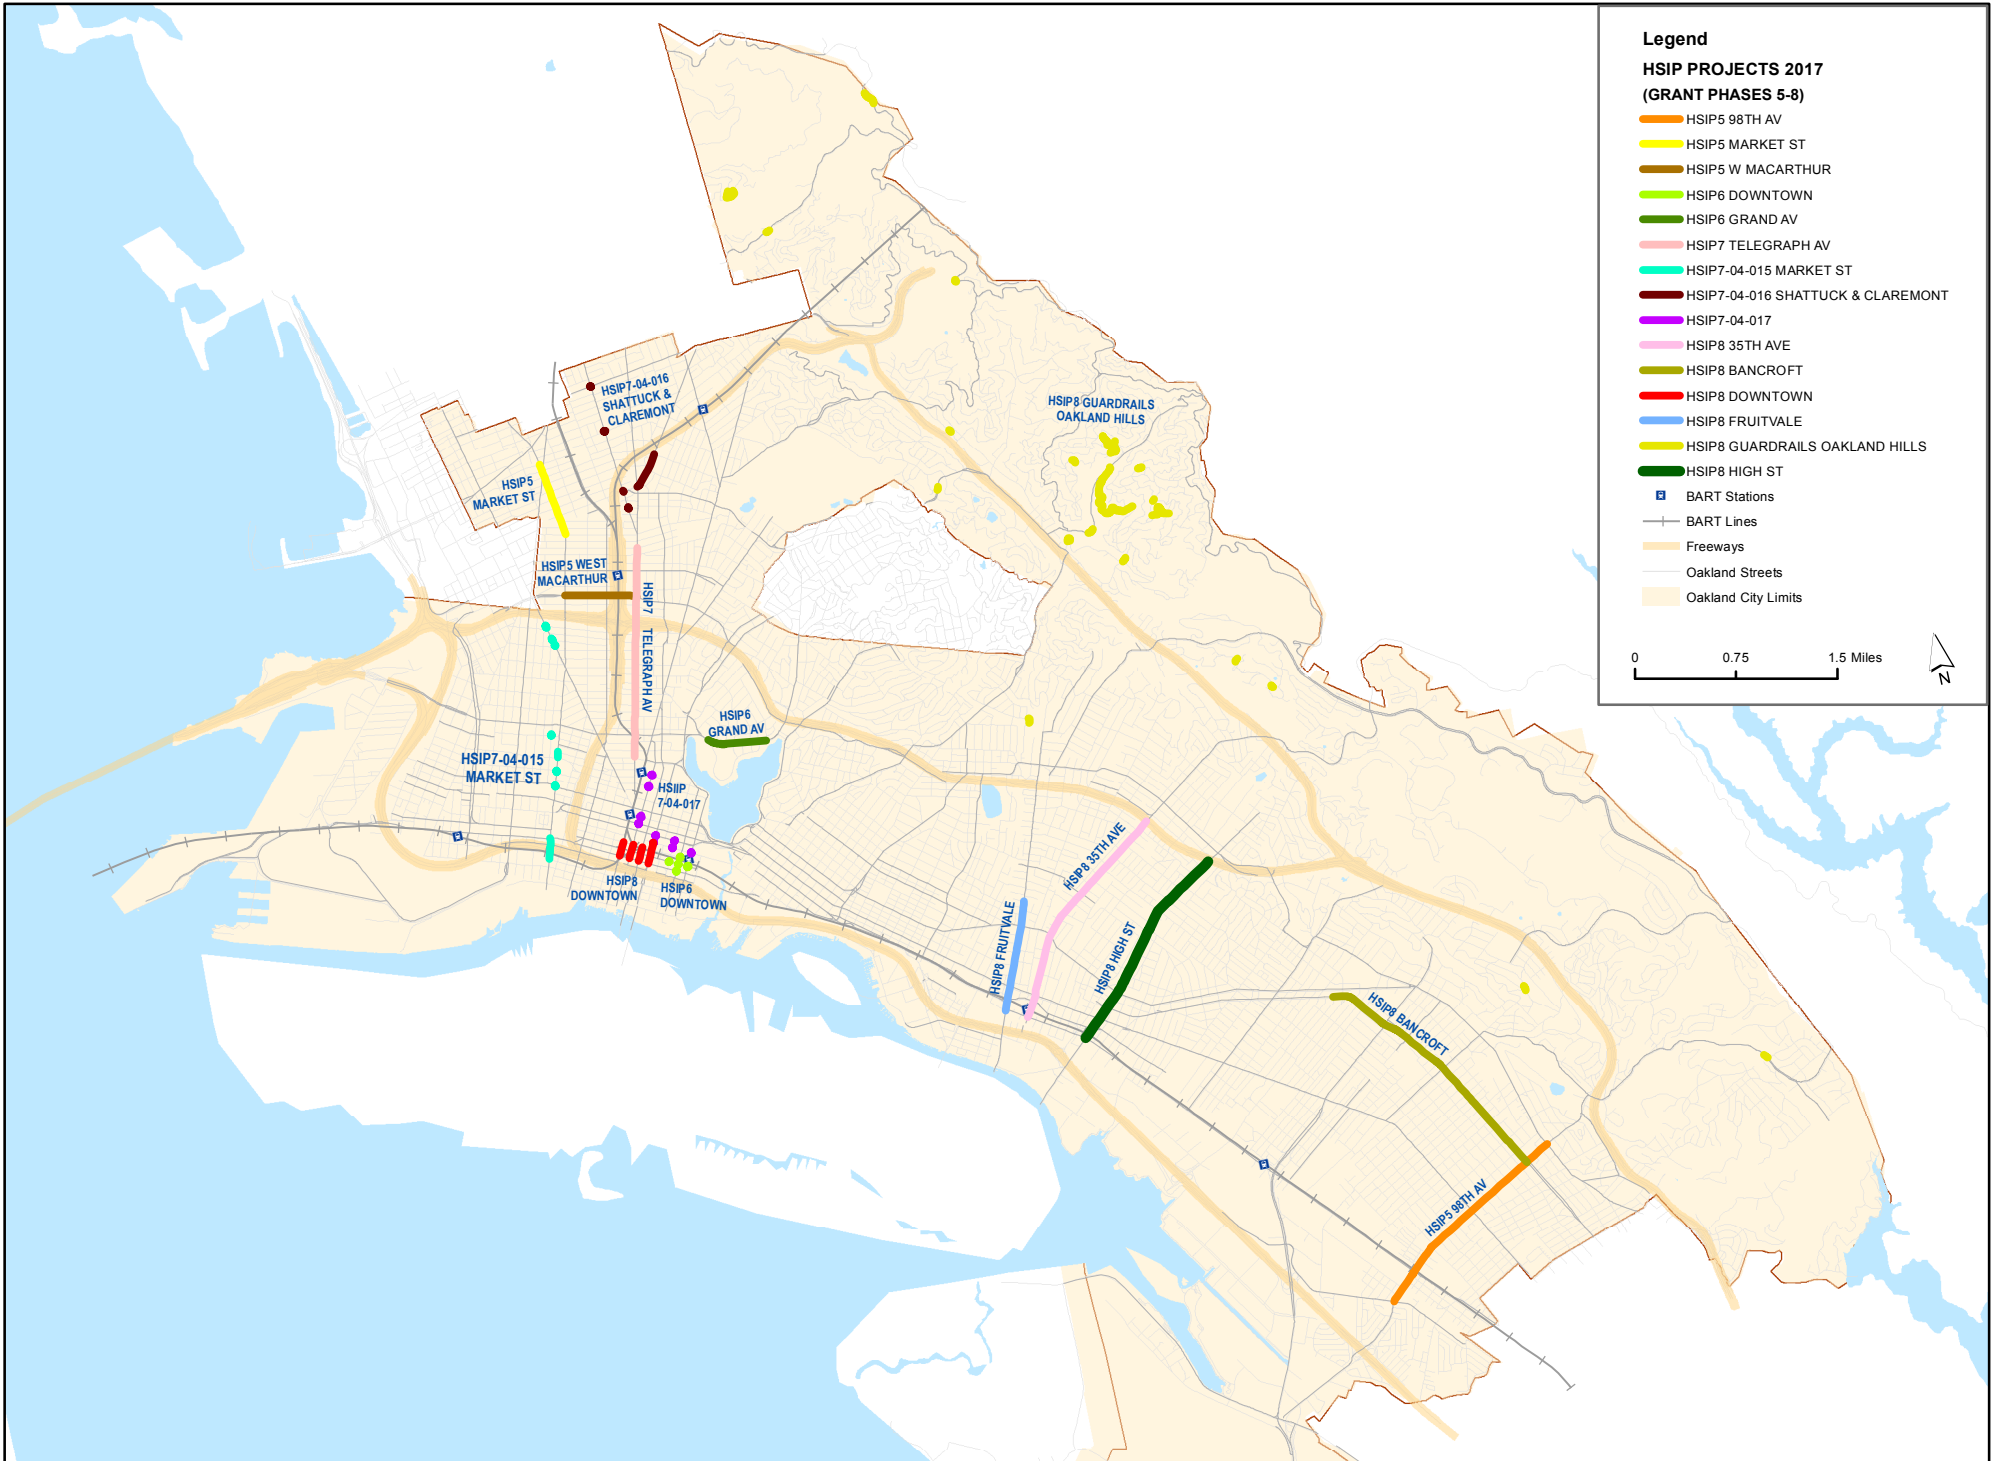 Legend
HSIP PROJECTS 2017
(GRANT PHASES 5-8)
HSIP5 98TH AV
HSIP5 MARKET ST
HSIP5 W MACARTHUR
HSIP6 DOWNTOWN
HSIP6 GRAND AV
HSIP7 TELEGRAPH AV
HSIP7-04-015 MARKET ST
HSIP7-04-016 SHATTUCK & CLAREMONT
HSIP7-04-017
HSIP8 35TH AVE
HSIP8 BANCROFT
HSIP8 DOWNTOWN
HSIP8 FRUITVALE
HSIP8 GUARDRAILS OAKLAND HILLS
HSIP8 HIGH ST
BART Stations
BART Lines
Freeways
Oakland Streets
Oakland City Limits
0 0.75 1.5 Miles
N
HSIP7-04-016
SHATTUCK &
CLAREMONT
HSIP8 GUARDRAILS
OAKLAND HILLS
HSIP5
MARKET ST
HSIP5 WEST
MACARTHUR
HSIP7 TELEGRAPH AV
HSIP6
GRAND AV
HSIP7-04-015
MARKET ST
HSIIP
7-04-017
HSIP8
DOWNTOWN
HSIP6
DOWNTOWN
HSIP8 FRUITVALE
HSIP8 35TH AVE
HSIP8 HIGH ST
HSIP8 BANCROFT
HSIP5 98TH AV